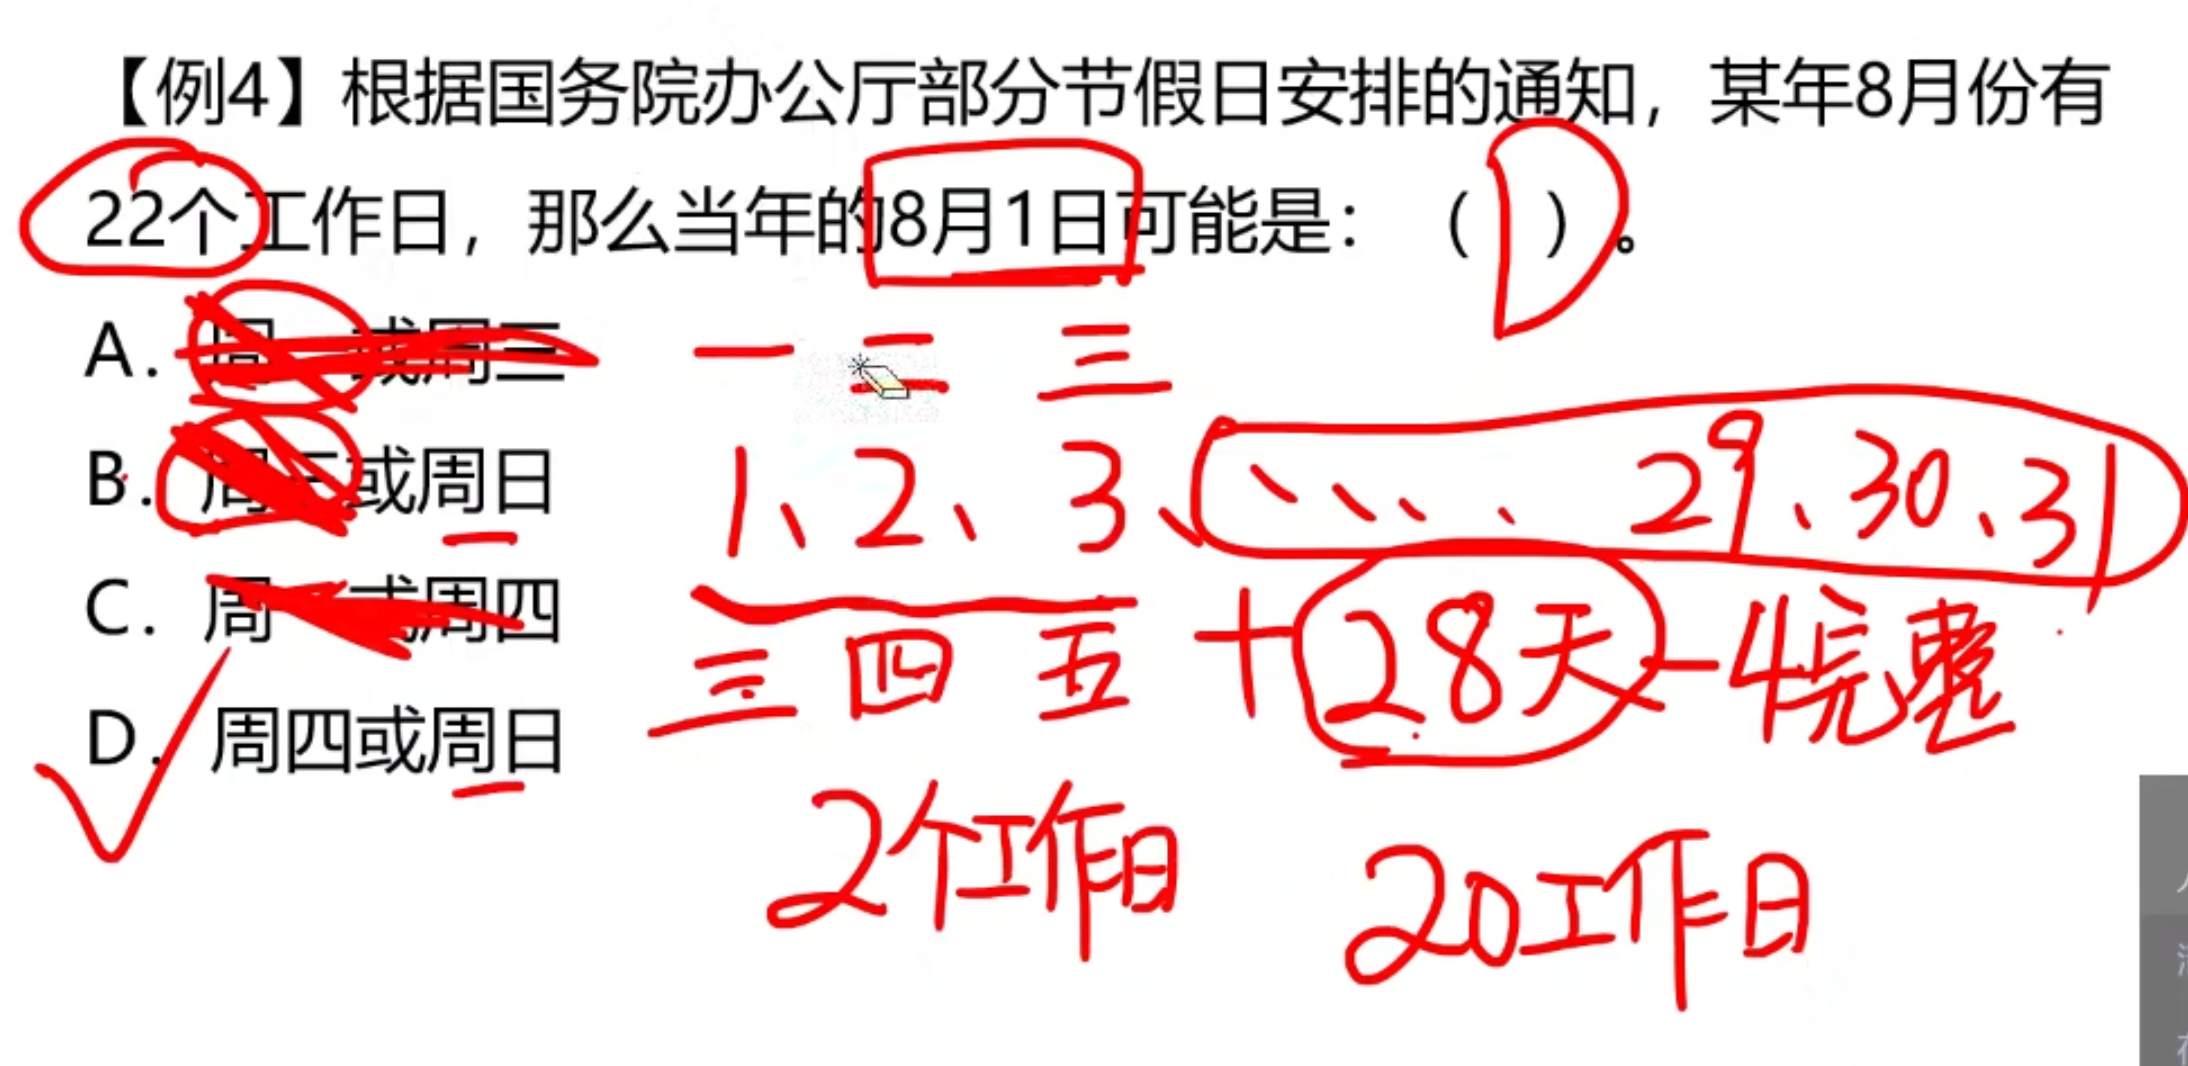 【例4】根据国务院办公厅部分节假日安排的通知，某年8月份有
22个工作日，那么当年的8月1日可能是：（D）。
A. 周一或周三
B. 周三或周日
C. 周一或周四
D. 周四或周日
一 二 三
1、2、3、、、、、、29、30、31
三 四 五 + 28天 - 4完整
2个工作日 20工作日